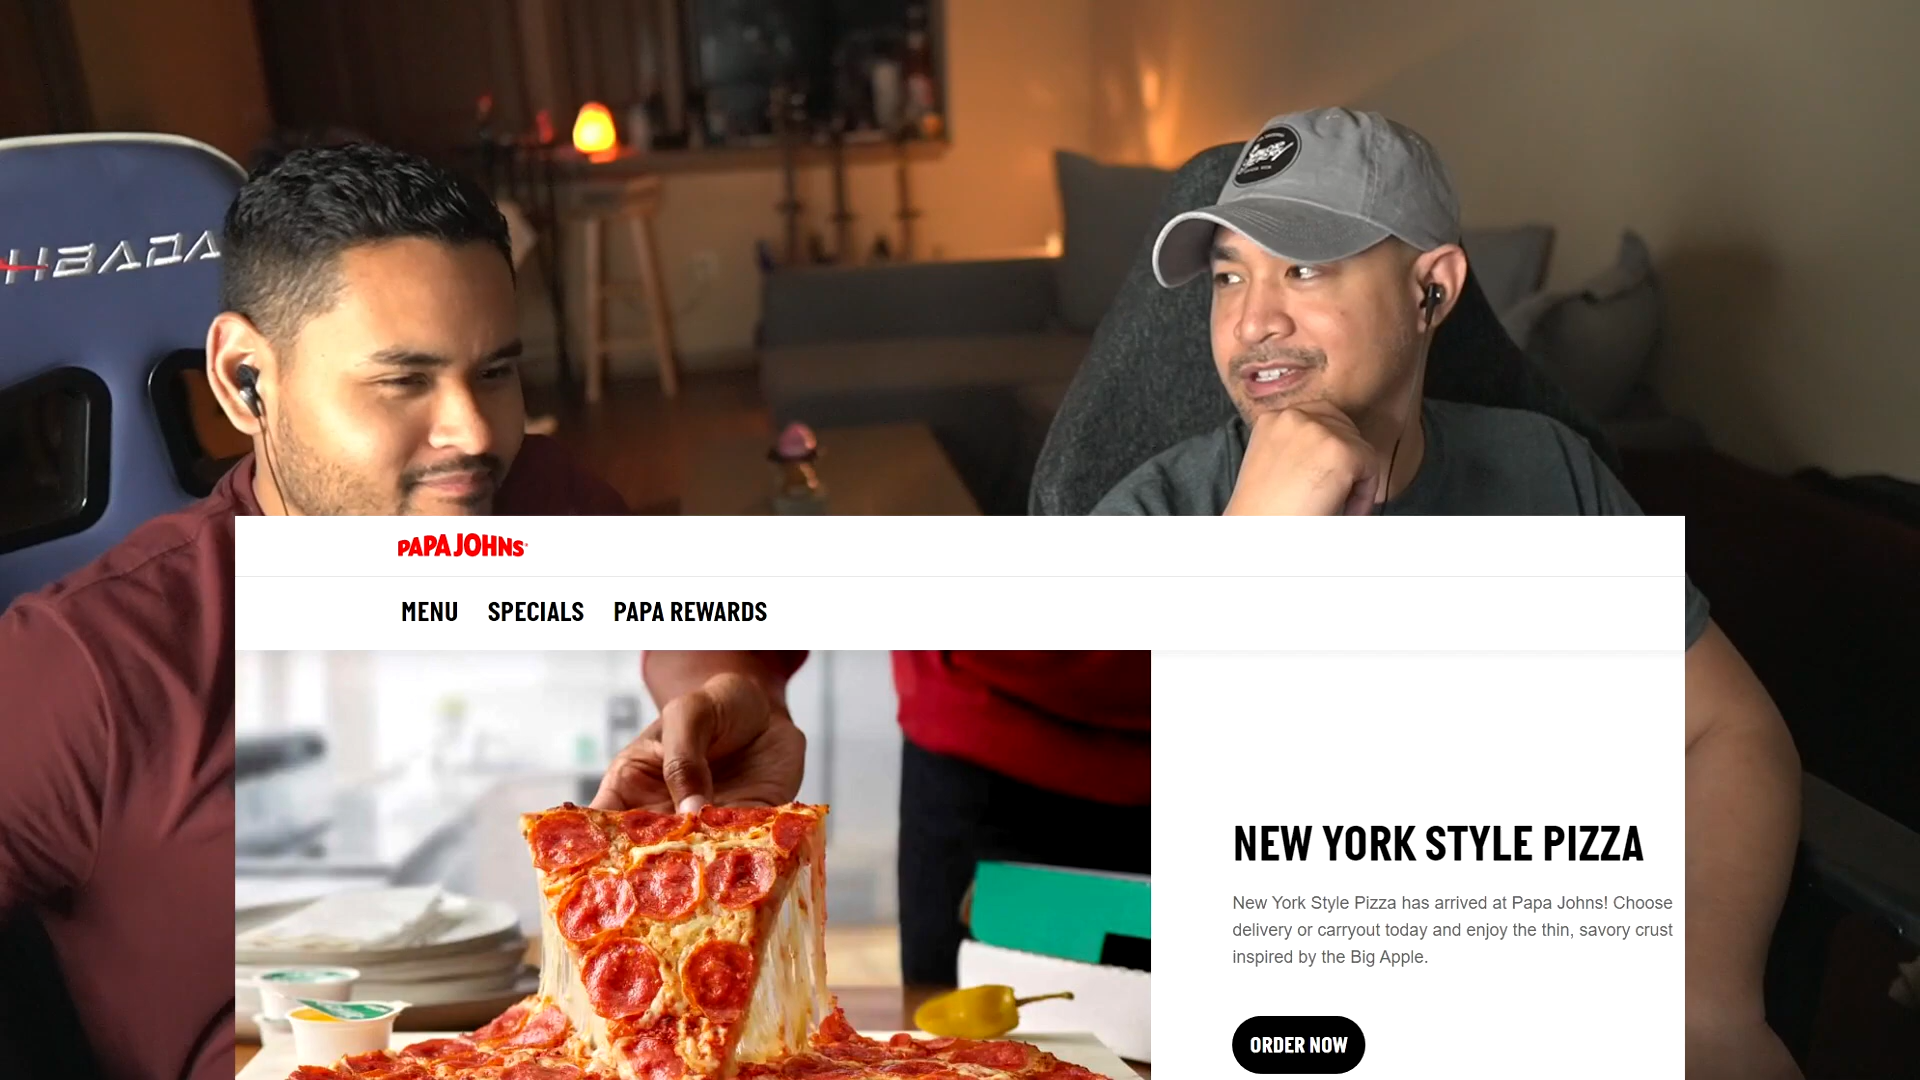 HBADA
PAPA JOHNS
MENU SPECIALS PAPA REWARDS
NEW YORK STYLE PIZZA
New York Style Pizza has arrived at Papa Johns! Choose
delivery or carryout today and enjoy the thin, savory crust
inspired by the Big Apple.
ORDER NOW